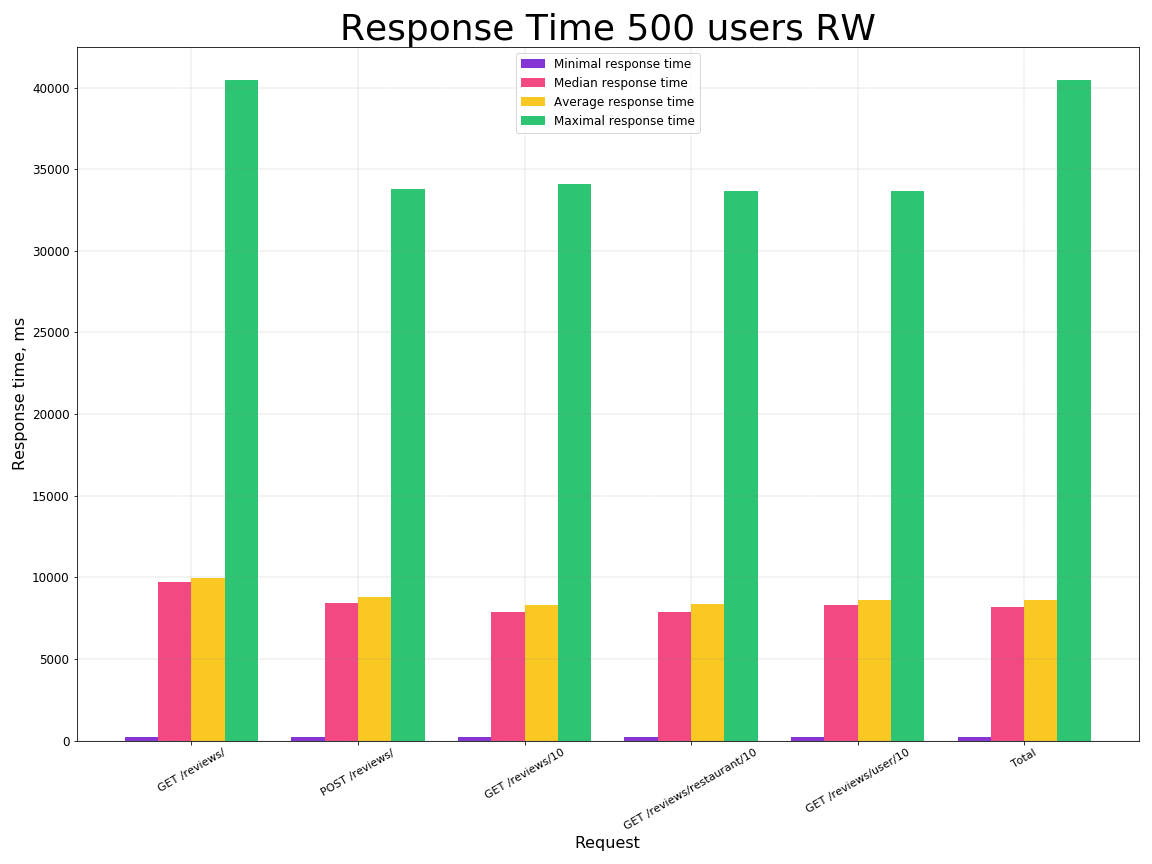 Response Time 500 users RW
Minimal response time
Median response time
Average response time
Maximal response time
Response time, ms
40000
35000
30000
25000
20000
15000
10000
5000
0
GET /reviews/
POST /reviews/
GET /reviews/10
GET /reviews/restaurant/10
GET /reviews/user/10
Total
Request